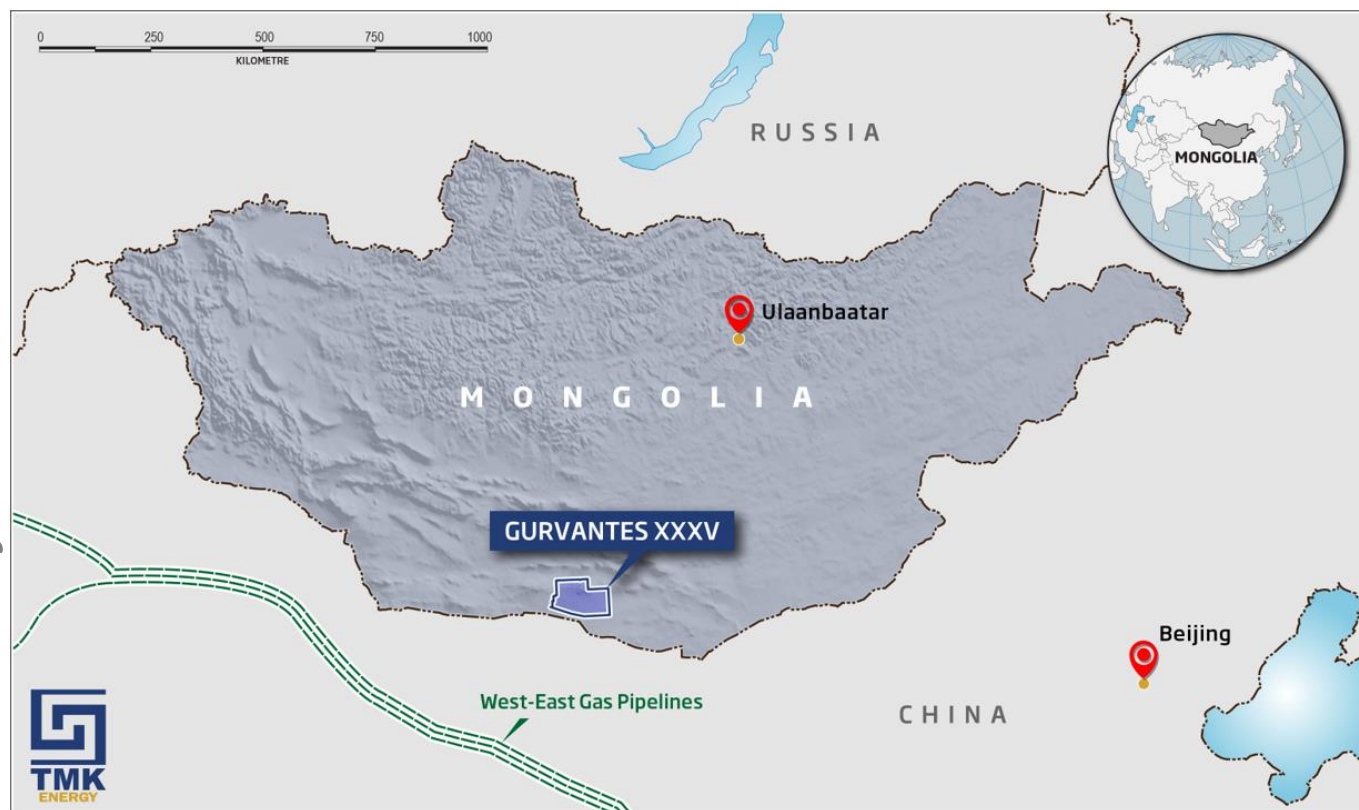 0 250 500 750 1000
KILOMETRE
RUSSIA
MONGOLIA
Ulaanbaatar
MONGOLIA
GURVANTES XXXV
Beijing
West-East Gas Pipelines
CHINA
TMK
ENERGY